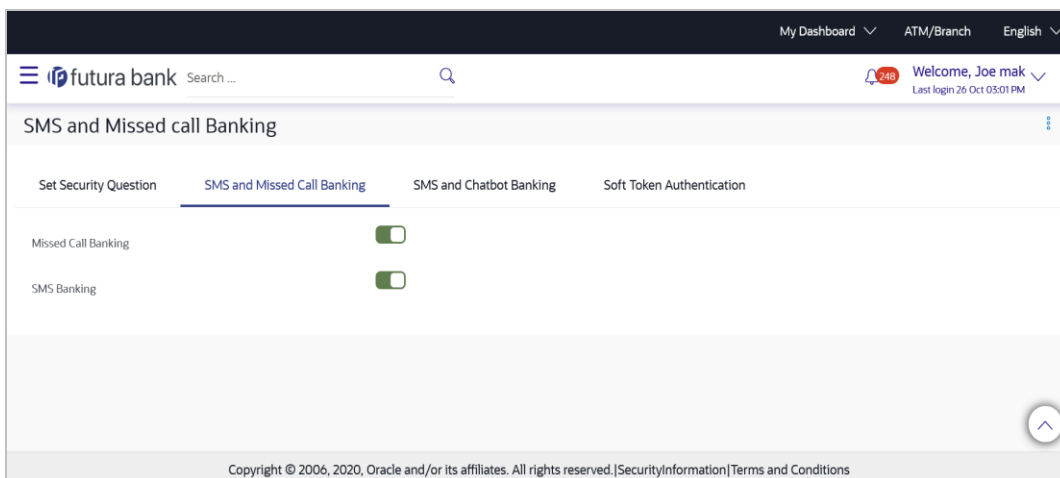 My Dashboard ATM/Branch English
futura bank Search ... 248 Welcome, Joe mak
Last login 26 Oct 03:01 PM
SMS and Missed call Banking
Set Security Question SMS and Missed Call Banking SMS and Chatbot Banking Soft Token Authentication
Missed Call Banking
SMS Banking
Copyright © 2006, 2020, Oracle and/or its affiliates. All rights reserved.|SecurityInformation|Terms and Conditions